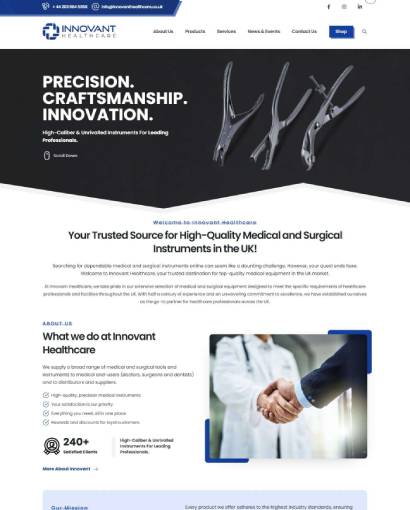 info@innovanthealthcare.co.uk
INNOVANT
HEALTHCARE
About Us Products Services News & Events Contact Us Shop
PRECISION.
CRAFTSMANSHIP.
INNOVATION.
High-Caliber & Unrivalled Instruments For Leading
Professionals.
Scroll Down
Welcome to Innovant Healthcare
Your Trusted Source for High-Quality Medical and Surgical
Instruments in the UK!
Searching for dependable medical and surgical instruments online can seem like a daunting challenge. However, your quest ends here.
Welcome to Innovant Healthcare, your trusted destination for top-quality medical equipment in the UK market.
At Innovant Healthcare, we take pride in our extensive selection of medical and surgical equipment designed to meet the specific requirements of healthcare
professionals and facilities throughout the UK. With half a century of experience and an unwavering commitment to excellence, we have established ourselves
as the go-to partner for healthcare professionals across the UK.
ABOUT US
What we do at Innovant
Healthcare
We supply a broad range of medical and surgical tools and
instruments to medical end-users (doctors, surgeons and dentists)
and to distributors and suppliers.
High-quality, precision medical instruments
Your satisfaction is our priority
Everything you need, all in one place
Rewards and discounts for loyal customers
240+
Satisfied Clients
High-Caliber & Unrivalled
Instruments For Leading
Professionals.
More About Innovant →
Our Mission
Every product we offer adheres to the highest industry standards, ensuring